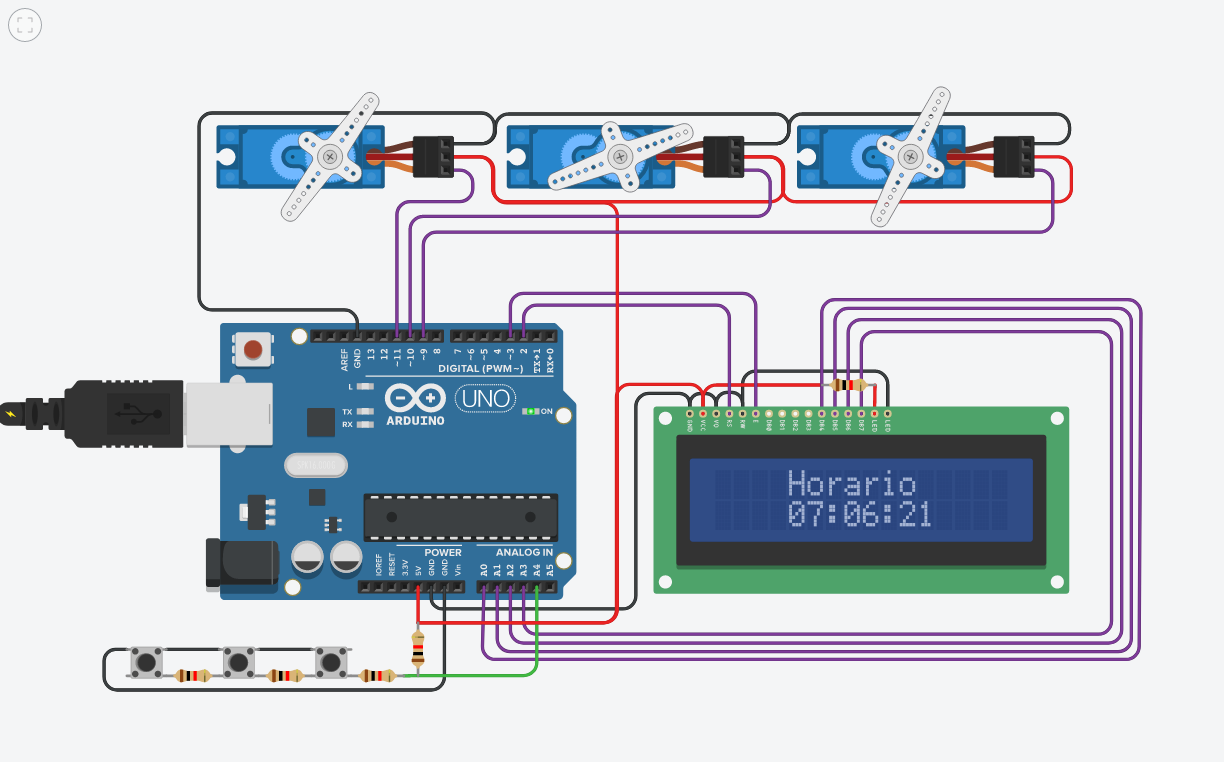 AREF
GND
13
12
~11
~10
~9
8
7
~6
~5
4
~3
2
TX→1
RX←0
DIGITAL (PWM~)
L
TX
RX
ARDUINO
UNO
ON
GND
VCC
V0
RS
RW
E
DB0
DB1
DB2
DB3
DB4
DB5
DB6
DB7
LED
LED
Horario
07:06:21
POWER
ANALOG IN
IOREF
RESET
3.3V
5V
GND
GND
Vin
A0
A1
A2
A3
A4
A5